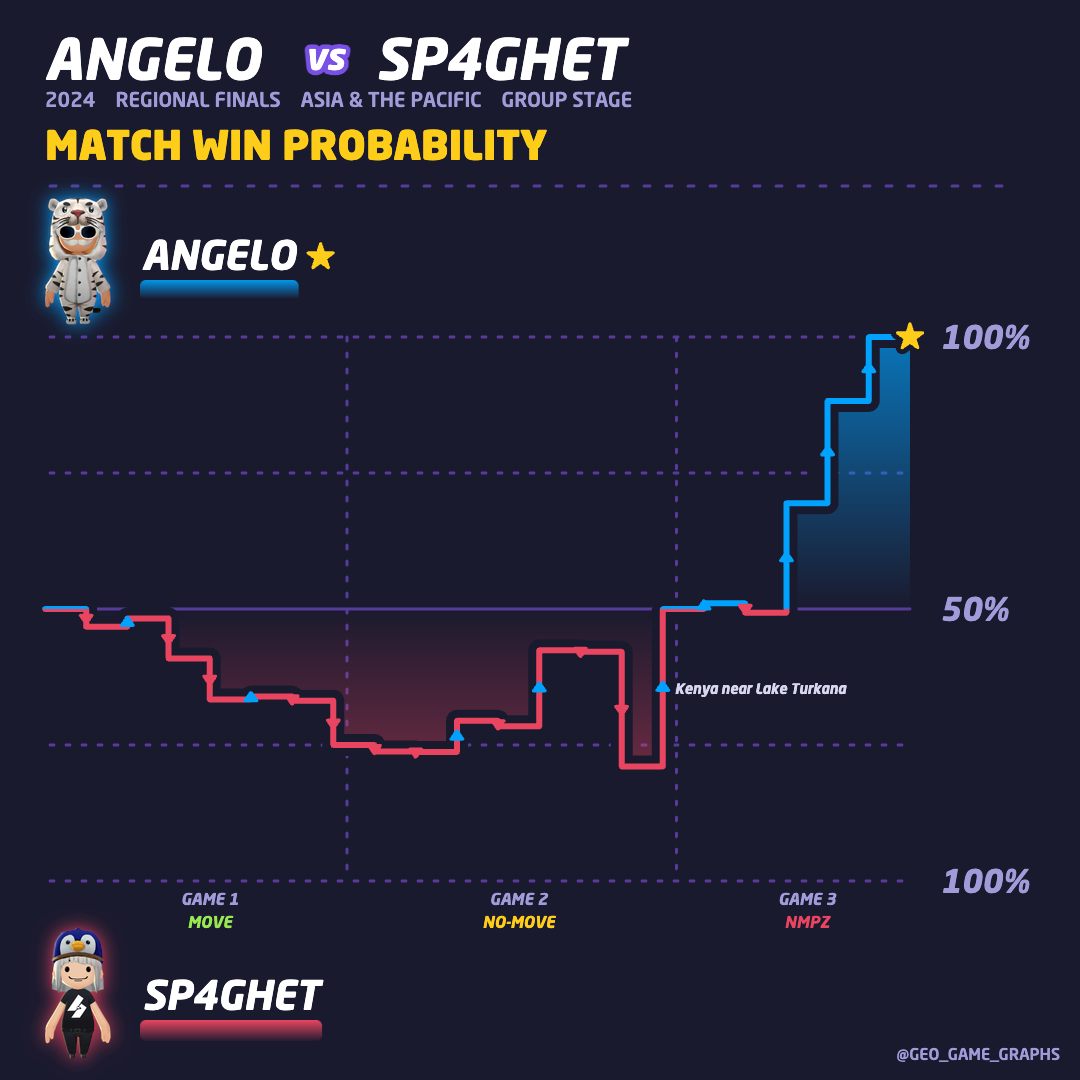 ANGELO VS SP4GHET
2024 REGIONAL FINALS ASIA & THE PACIFIC GROUP STAGE
MATCH WIN PROBABILITY
ANGELO
100%
50%
Kenya near Lake Turkana
100%
GAME 1 GAME 2 GAME 3
MOVE NO-MOVE NMPZ
SP4GHET
@GEO_GAME_GRAPHS